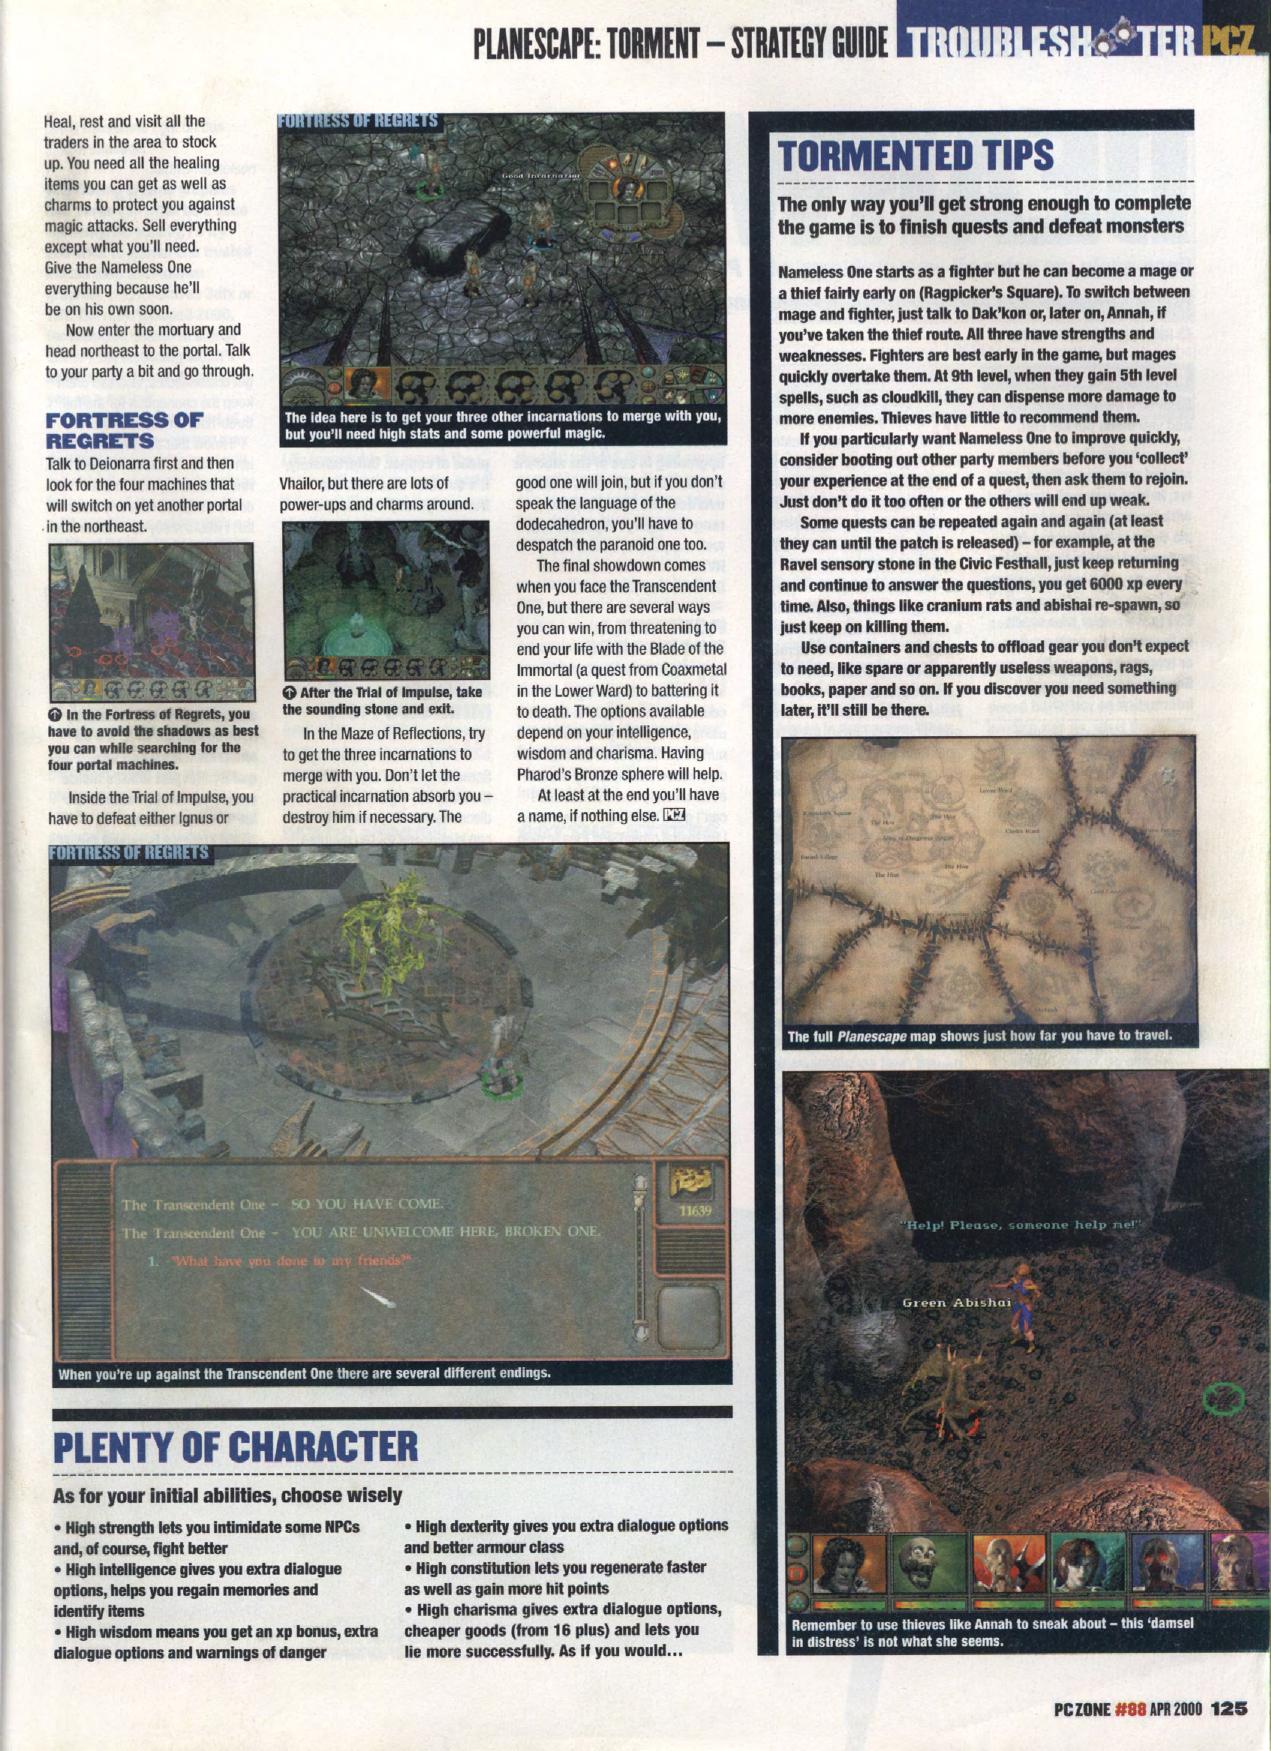 PLANESCAPE: TORMENT – STRATEGY GUIDE TROUBLESHOOTER PCZ
Heal, rest and visit all the
traders in the area to stock
up. You need all the healing
items you can get as well as
charms to protect you against
magic attacks. Sell everything
except what you'll need.
Give the Nameless One
everything because he'll
be on his own soon.
Now enter the mortuary and
head northeast to the portal. Talk
to your party a bit and go through.
FORTRESS OF
REGRETS
Talk to Deionarra first and then
look for the four machines that
will switch on yet another portal
in the northeast.
In the Fortress of Regrets, you
have to avoid the shadows as best
you can while searching for the
four portal machines.
Inside the Trial of Impulse, you
have to defeat either Ignus or
FORTRESS OF REGRETS
Good Incarnation
The idea here is to get your three other incarnations to merge with you,
but you'll need high stats and some powerful magic.
Vhailor, but there are lots of
power-ups and charms around.
After the Trial of Impulse, take
the sounding stone and exit.
In the Maze of Reflections, try
to get the three incarnations to
merge with you. Don't let the
practical incarnation absorb you –
destroy him if necessary. The
good one will join, but if you don't
speak the language of the
dodecahedron, you'll have to
despatch the paranoid one too.
The final showdown comes
when you face the Transcendent
One, but there are several ways
you can win, from threatening to
end your life with the Blade of the
Immortal (a quest from Coaxmetal
in the Lower Ward) to battering it
to death. The options available
depend on your intelligence,
wisdom and charisma. Having
Pharod's Bronze sphere will help.
At least at the end you'll have
a name, if nothing else. PCZ
FORTRESS OF REGRETS
The Transcendent One – SO YOU HAVE COME.
The Transcendent One – YOU ARE UNWELCOME HERE, BROKEN ONE.
1. "What have you done to my friends?"
11639
When you're up against the Transcendent One there are several different endings.
PLENTY OF CHARACTER
As for your initial abilities, choose wisely
• High strength lets you intimidate some NPCs
and, of course, fight better
• High intelligence gives you extra dialogue
options, helps you regain memories and
identify items
• High wisdom means you get an xp bonus, extra
dialogue options and warnings of danger
• High dexterity gives you extra dialogue options
and better armour class
• High constitution lets you regenerate faster
as well as gain more hit points
• High charisma gives extra dialogue options,
cheaper goods (from 16 plus) and lets you
lie more successfully. As if you would...
TORMENTED TIPS
The only way you'll get strong enough to complete
the game is to finish quests and defeat monsters
Nameless One starts as a fighter but he can become a mage or
a thief fairly early on (Ragpicker's Square). To switch between
mage and fighter, just talk to Dak'kon or, later on, Annah, if
you've taken the thief route. All three have strengths and
weaknesses. Fighters are best early in the game, but mages
quickly overtake them. At 9th level, when they gain 5th level
spells, such as cloudkill, they can dispense more damage to
more enemies. Thieves have little to recommend them.
If you particularly want Nameless One to improve quickly,
consider booting out other party members before you 'collect'
your experience at the end of a quest, then ask them to rejoin.
Just don't do it too often or the others will end up weak.
Some quests can be repeated again and again (at least
they can until the patch is released) – for example, at the
Ravel sensory stone in the Civic Festhall, just keep returning
and continue to answer the questions, you get 6000 xp every
time. Also, things like cranium rats and abishai re-spawn, so
just keep on killing them.
Use containers and chests to offload gear you don't expect
to need, like spare or apparently useless weapons, rags,
books, paper and so on. If you discover you need something
later, it'll still be there.
Lower Ward
The Hive
The Hive
Clerk's Ward
The Hive
The Hive
The full Planescape map shows just how far you have to travel.
"Help! Please, someone help me!"
Green Abishai
Remember to use thieves like Annah to sneak about – this 'damsel
in distress' is not what she seems.
PC ZONE #88 APR 2000 125